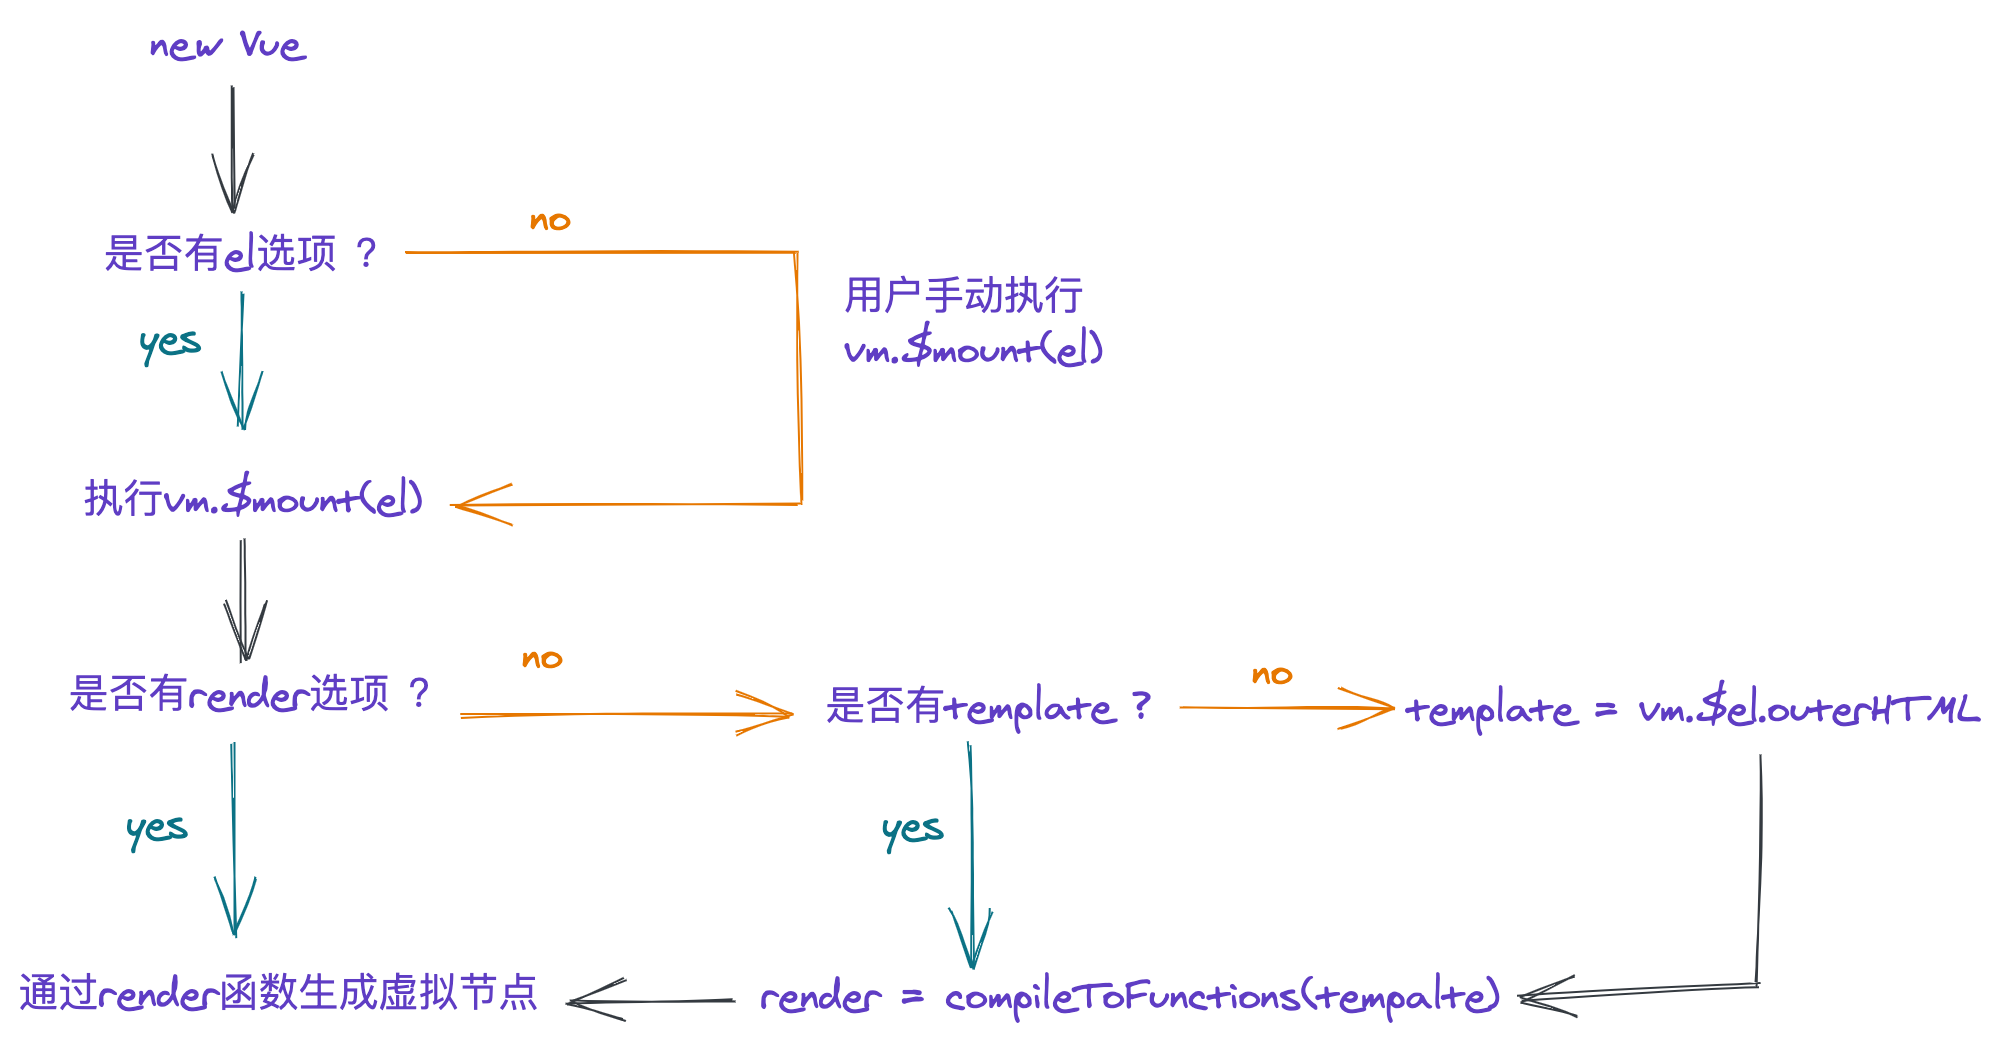 new Vue
no
是否有el选项 ？
用户手动执行
vm.$mount(el)
yes
执行vm.$mount(el)
no
no
是否有render选项 ？
是否有template ?
template = vm.$el.outerHTML
yes
yes
通过render函数生成虚拟节点
render = compileToFunctions(tempalte)